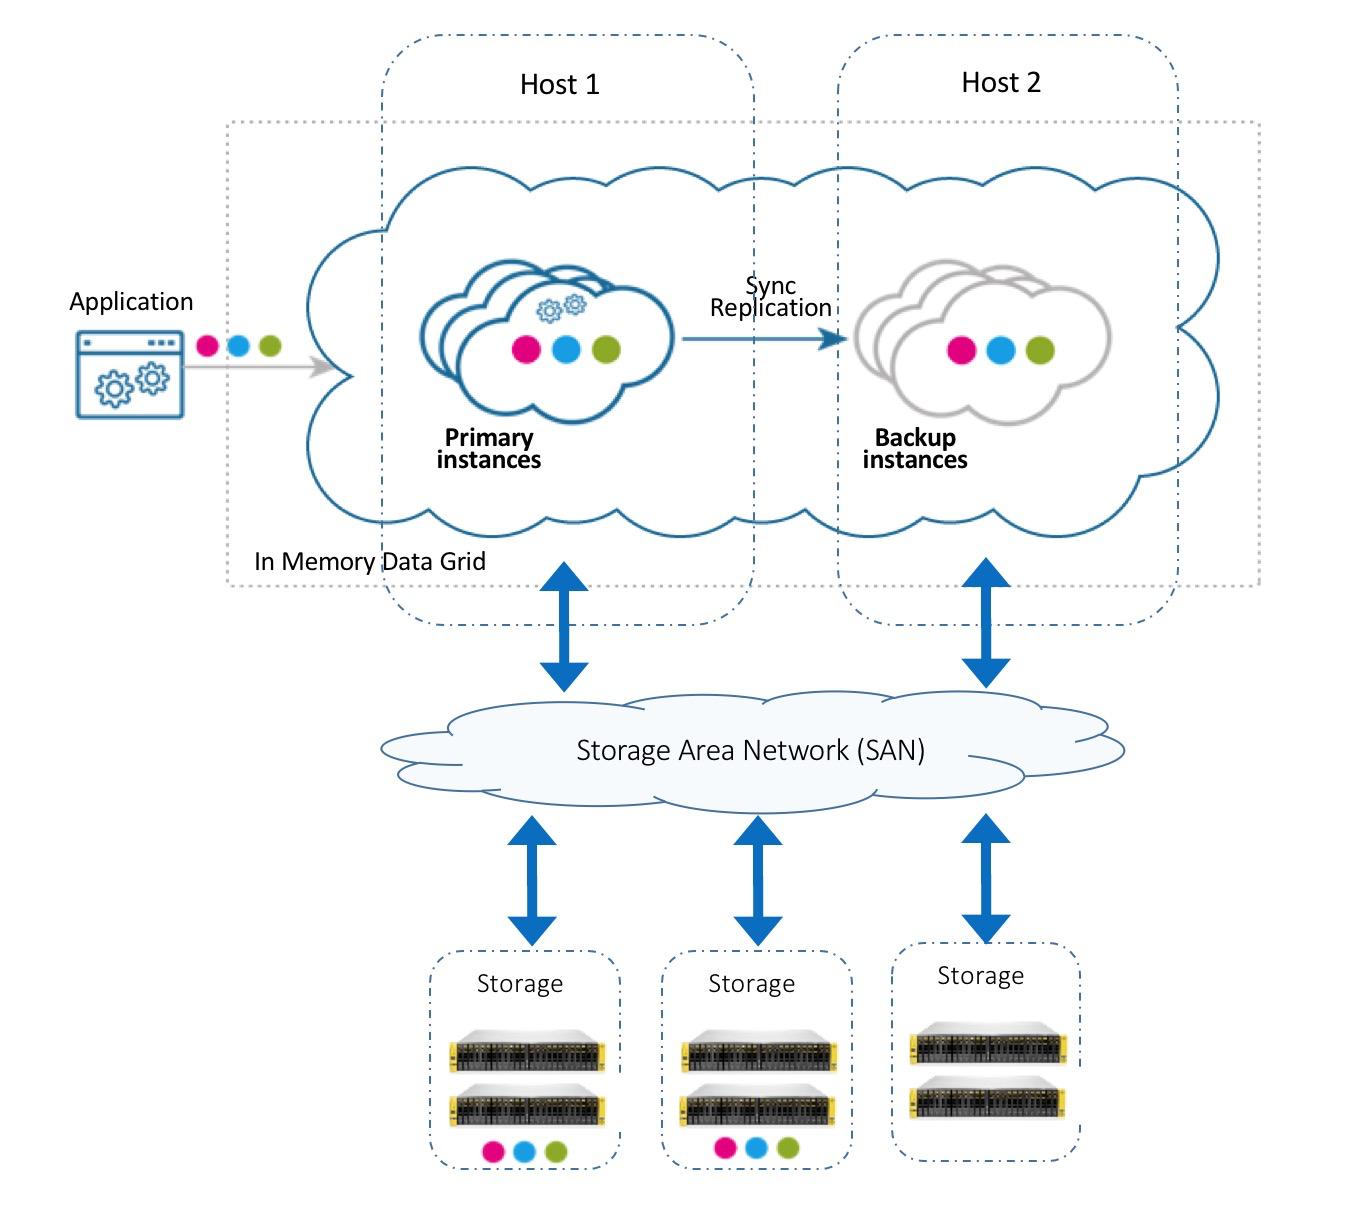 Host 1
Host 2
Application
Sync
Replication
Primary
instances
Backup
instances
In Memory Data Grid
Storage Area Network (SAN)
Storage
Storage
Storage